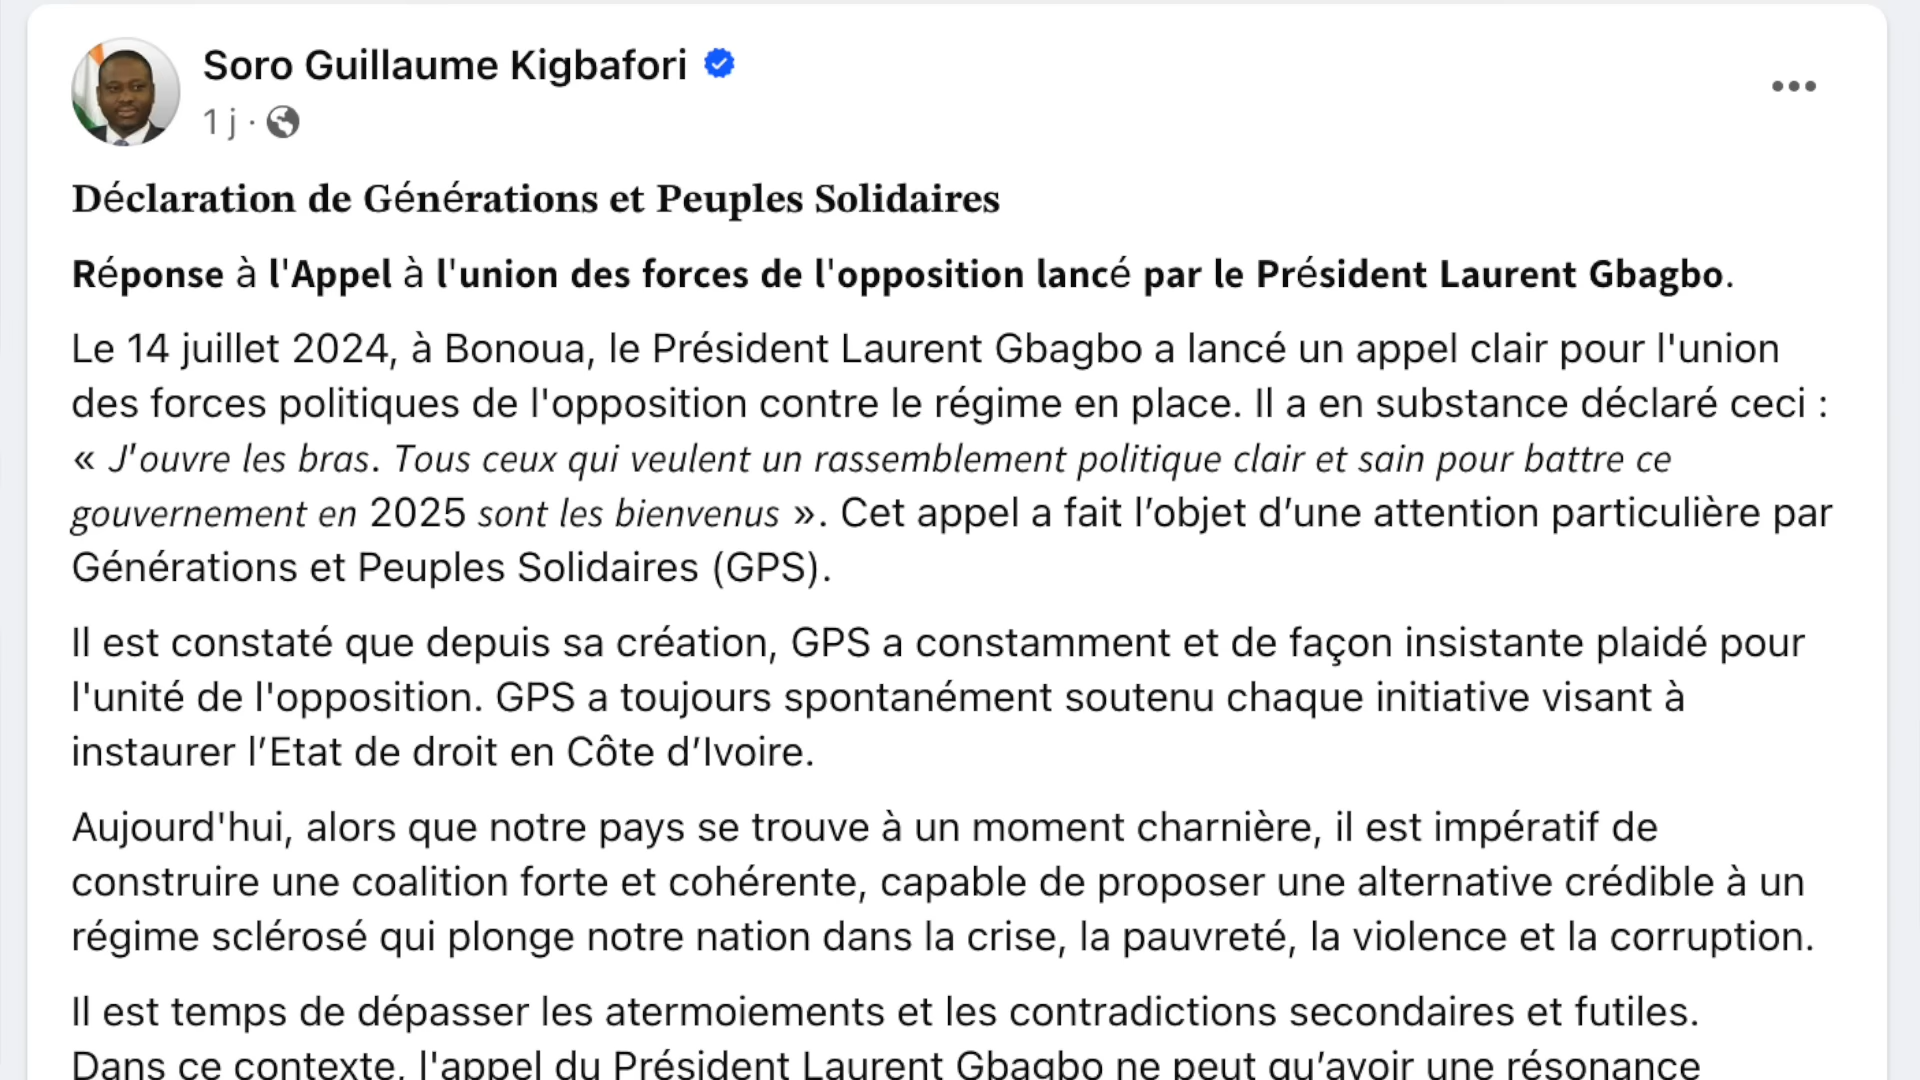 Soro Guillaume Kigbafori
1 j ·
Déclaration de Générations et Peuples Solidaires
Réponse à l'Appel à l'union des forces de l'opposition lancé par le Président Laurent Gbagbo.
Le 14 juillet 2024, à Bonoua, le Président Laurent Gbagbo a lancé un appel clair pour l'union
des forces politiques de l'opposition contre le régime en place. Il a en substance déclaré ceci :
« J'ouvre les bras. Tous ceux qui veulent un rassemblement politique clair et sain pour battre ce
gouvernement en 2025 sont les bienvenus ». Cet appel a fait l’objet d’une attention particulière par
Générations et Peuples Solidaires (GPS).
Il est constaté que depuis sa création, GPS a constamment et de façon insistante plaidé pour
l'unité de l'opposition. GPS a toujours spontanément soutenu chaque initiative visant à
instaurer l’Etat de droit en Côte d’Ivoire.
Aujourd'hui, alors que notre pays se trouve à un moment charnière, il est impératif de
construire une coalition forte et cohérente, capable de proposer une alternative crédible à un
régime sclérosé qui plonge notre nation dans la crise, la pauvreté, la violence et la corruption.
Il est temps de dépasser les atermoiements et les contradictions secondaires et futiles.
Dans ce contexte, l'appel du Président Laurent Gbagbo ne peut qu’avoir une résonance